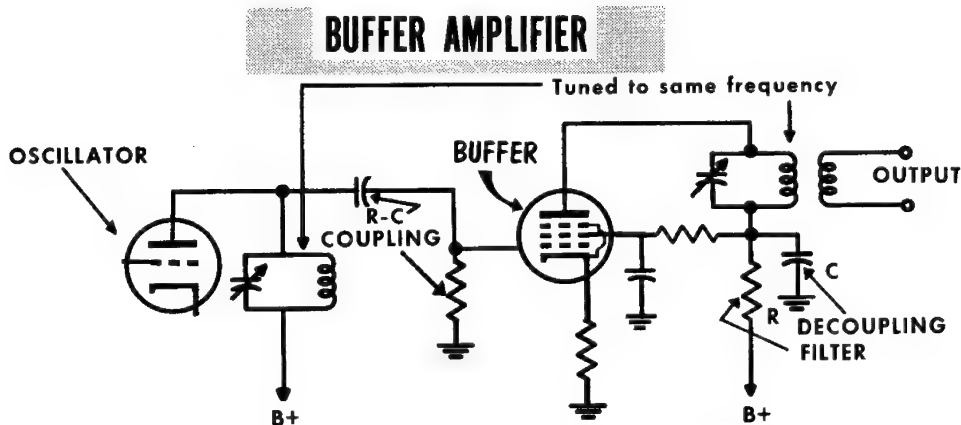 BUFFER AMPLIFIER
Tuned to same frequency
OSCILLATOR
BUFFER
OUTPUT
R-C
COUPLING
C
R
DECOUPLING
FILTER
B+
B+